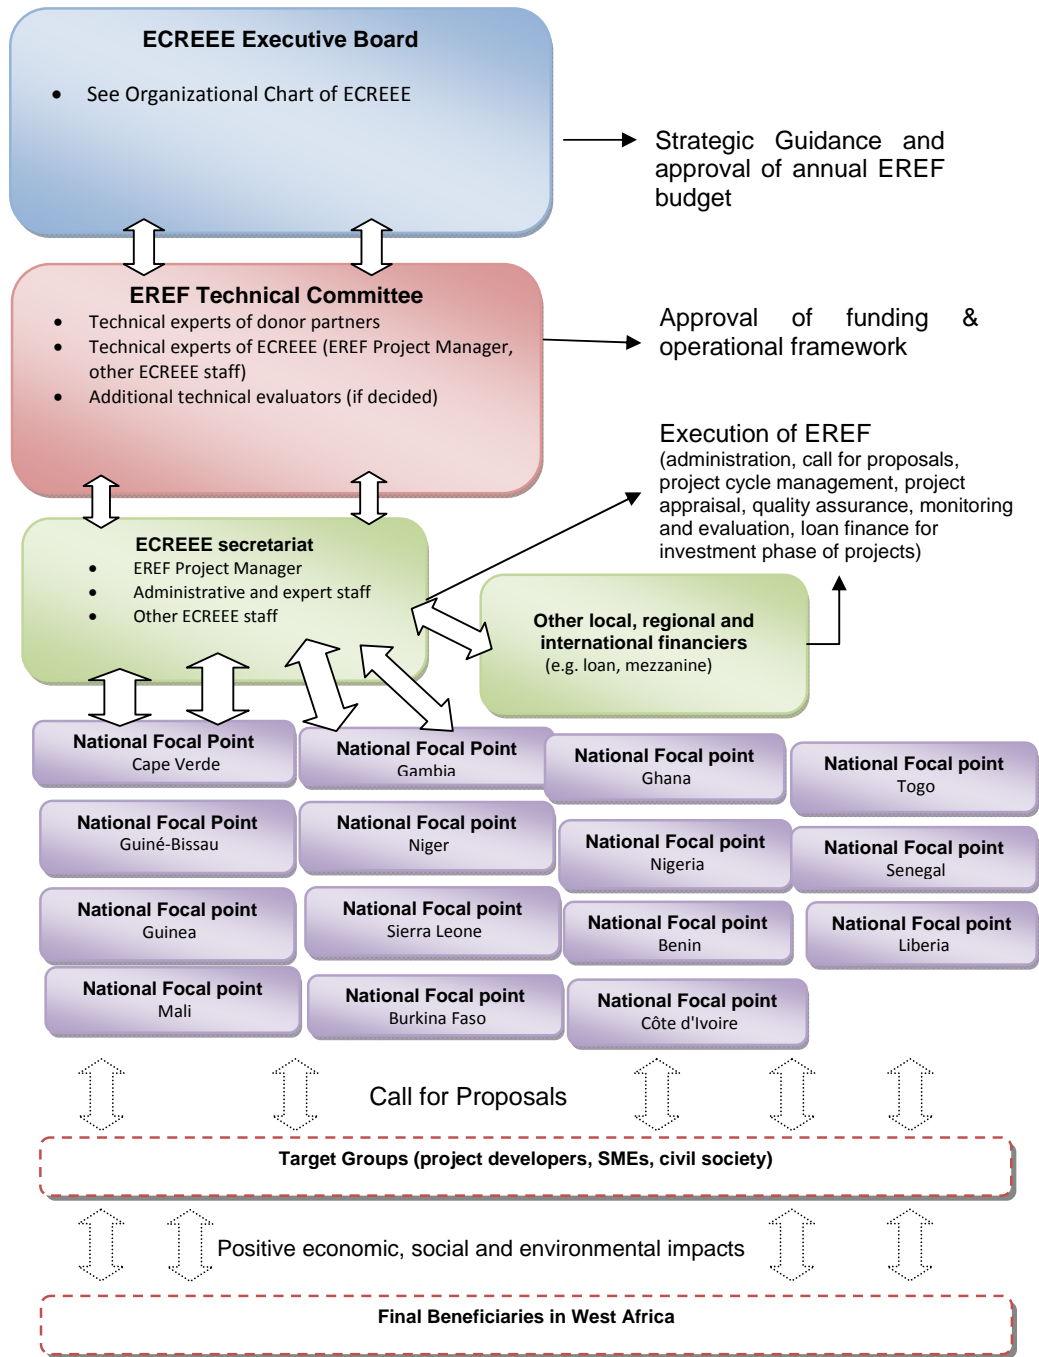 ECREEE Executive Board
• See Organizational Chart of ECREEE
Strategic Guidance and
approval of annual EREF
budget
EREF Technical Committee
• Technical experts of donor partners
• Technical experts of ECREEE (EREF Project Manager,
other ECREEE staff)
• Additional technical evaluators (if decided)
Approval of funding &
operational framework
Execution of EREF
(administration, call for proposals,
project cycle management, project
appraisal, quality assurance, monitoring
and evaluation, loan finance for
investment phase of projects)
ECREEE secretariat
• EREF Project Manager
• Administrative and expert staff
• Other ECREEE staff
Other local, regional and
international financiers
(e.g. loan, mezzanine)
National Focal Point
Cape Verde
National Focal Point
Gambia
National Focal point
Ghana
National Focal point
Togo
National Focal Point
Guiné-Bissau
National Focal point
Niger
National Focal point
Nigeria
National Focal point
Senegal
National Focal point
Guinea
National Focal point
Sierra Leone
National Focal point
Benin
National Focal point
Liberia
National Focal point
Mali
National Focal point
Burkina Faso
National Focal point
Côte d'Ivoire
Call for Proposals
Target Groups (project developers, SMEs, civil society)
Positive economic, social and environmental impacts
Final Beneficiaries in West Africa